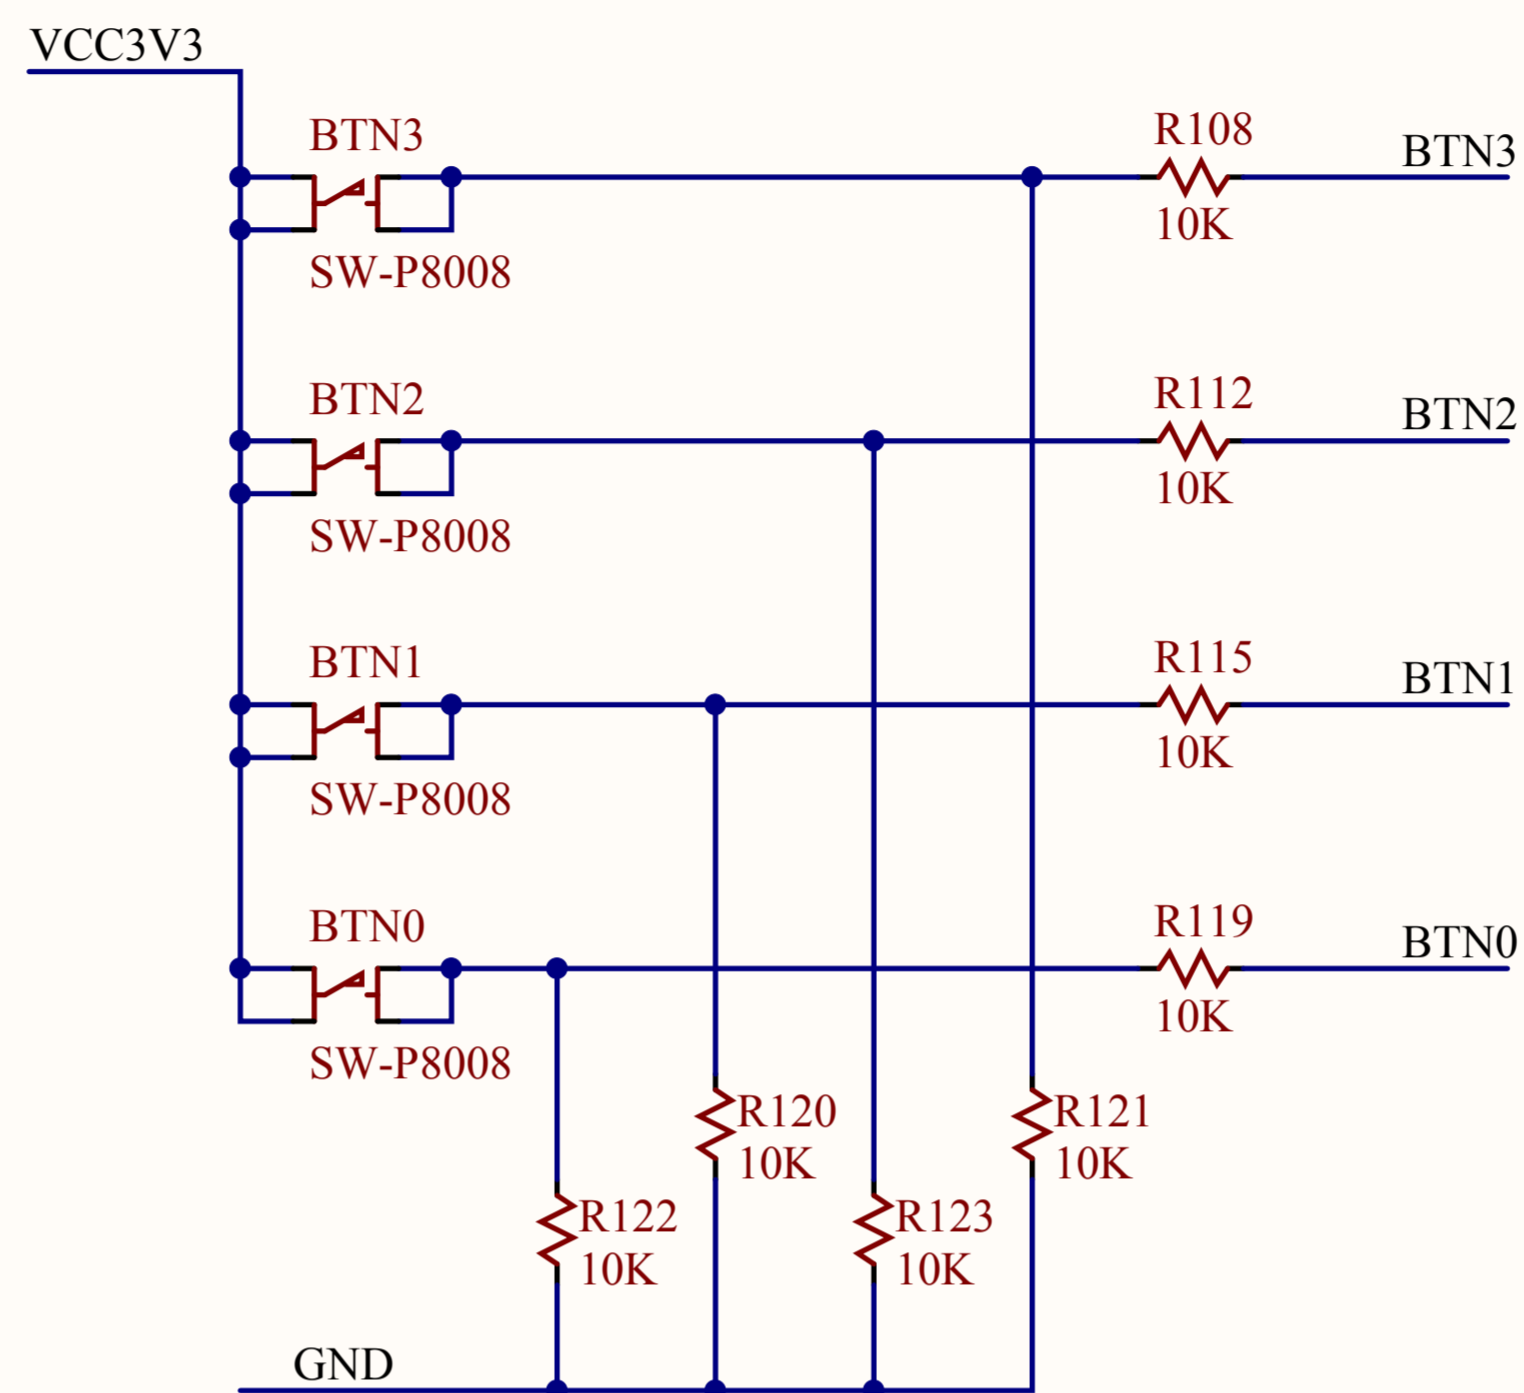 VCC3V3
BTN3
R108
BTN3
10K
SW-P8008
BTN2
R112
BTN2
10K
SW-P8008
BTN1
R115
BTN1
10K
SW-P8008
BTN0
R119
BTN0
10K
SW-P8008
R120
10K
R121
10K
R122
10K
R123
10K
GND